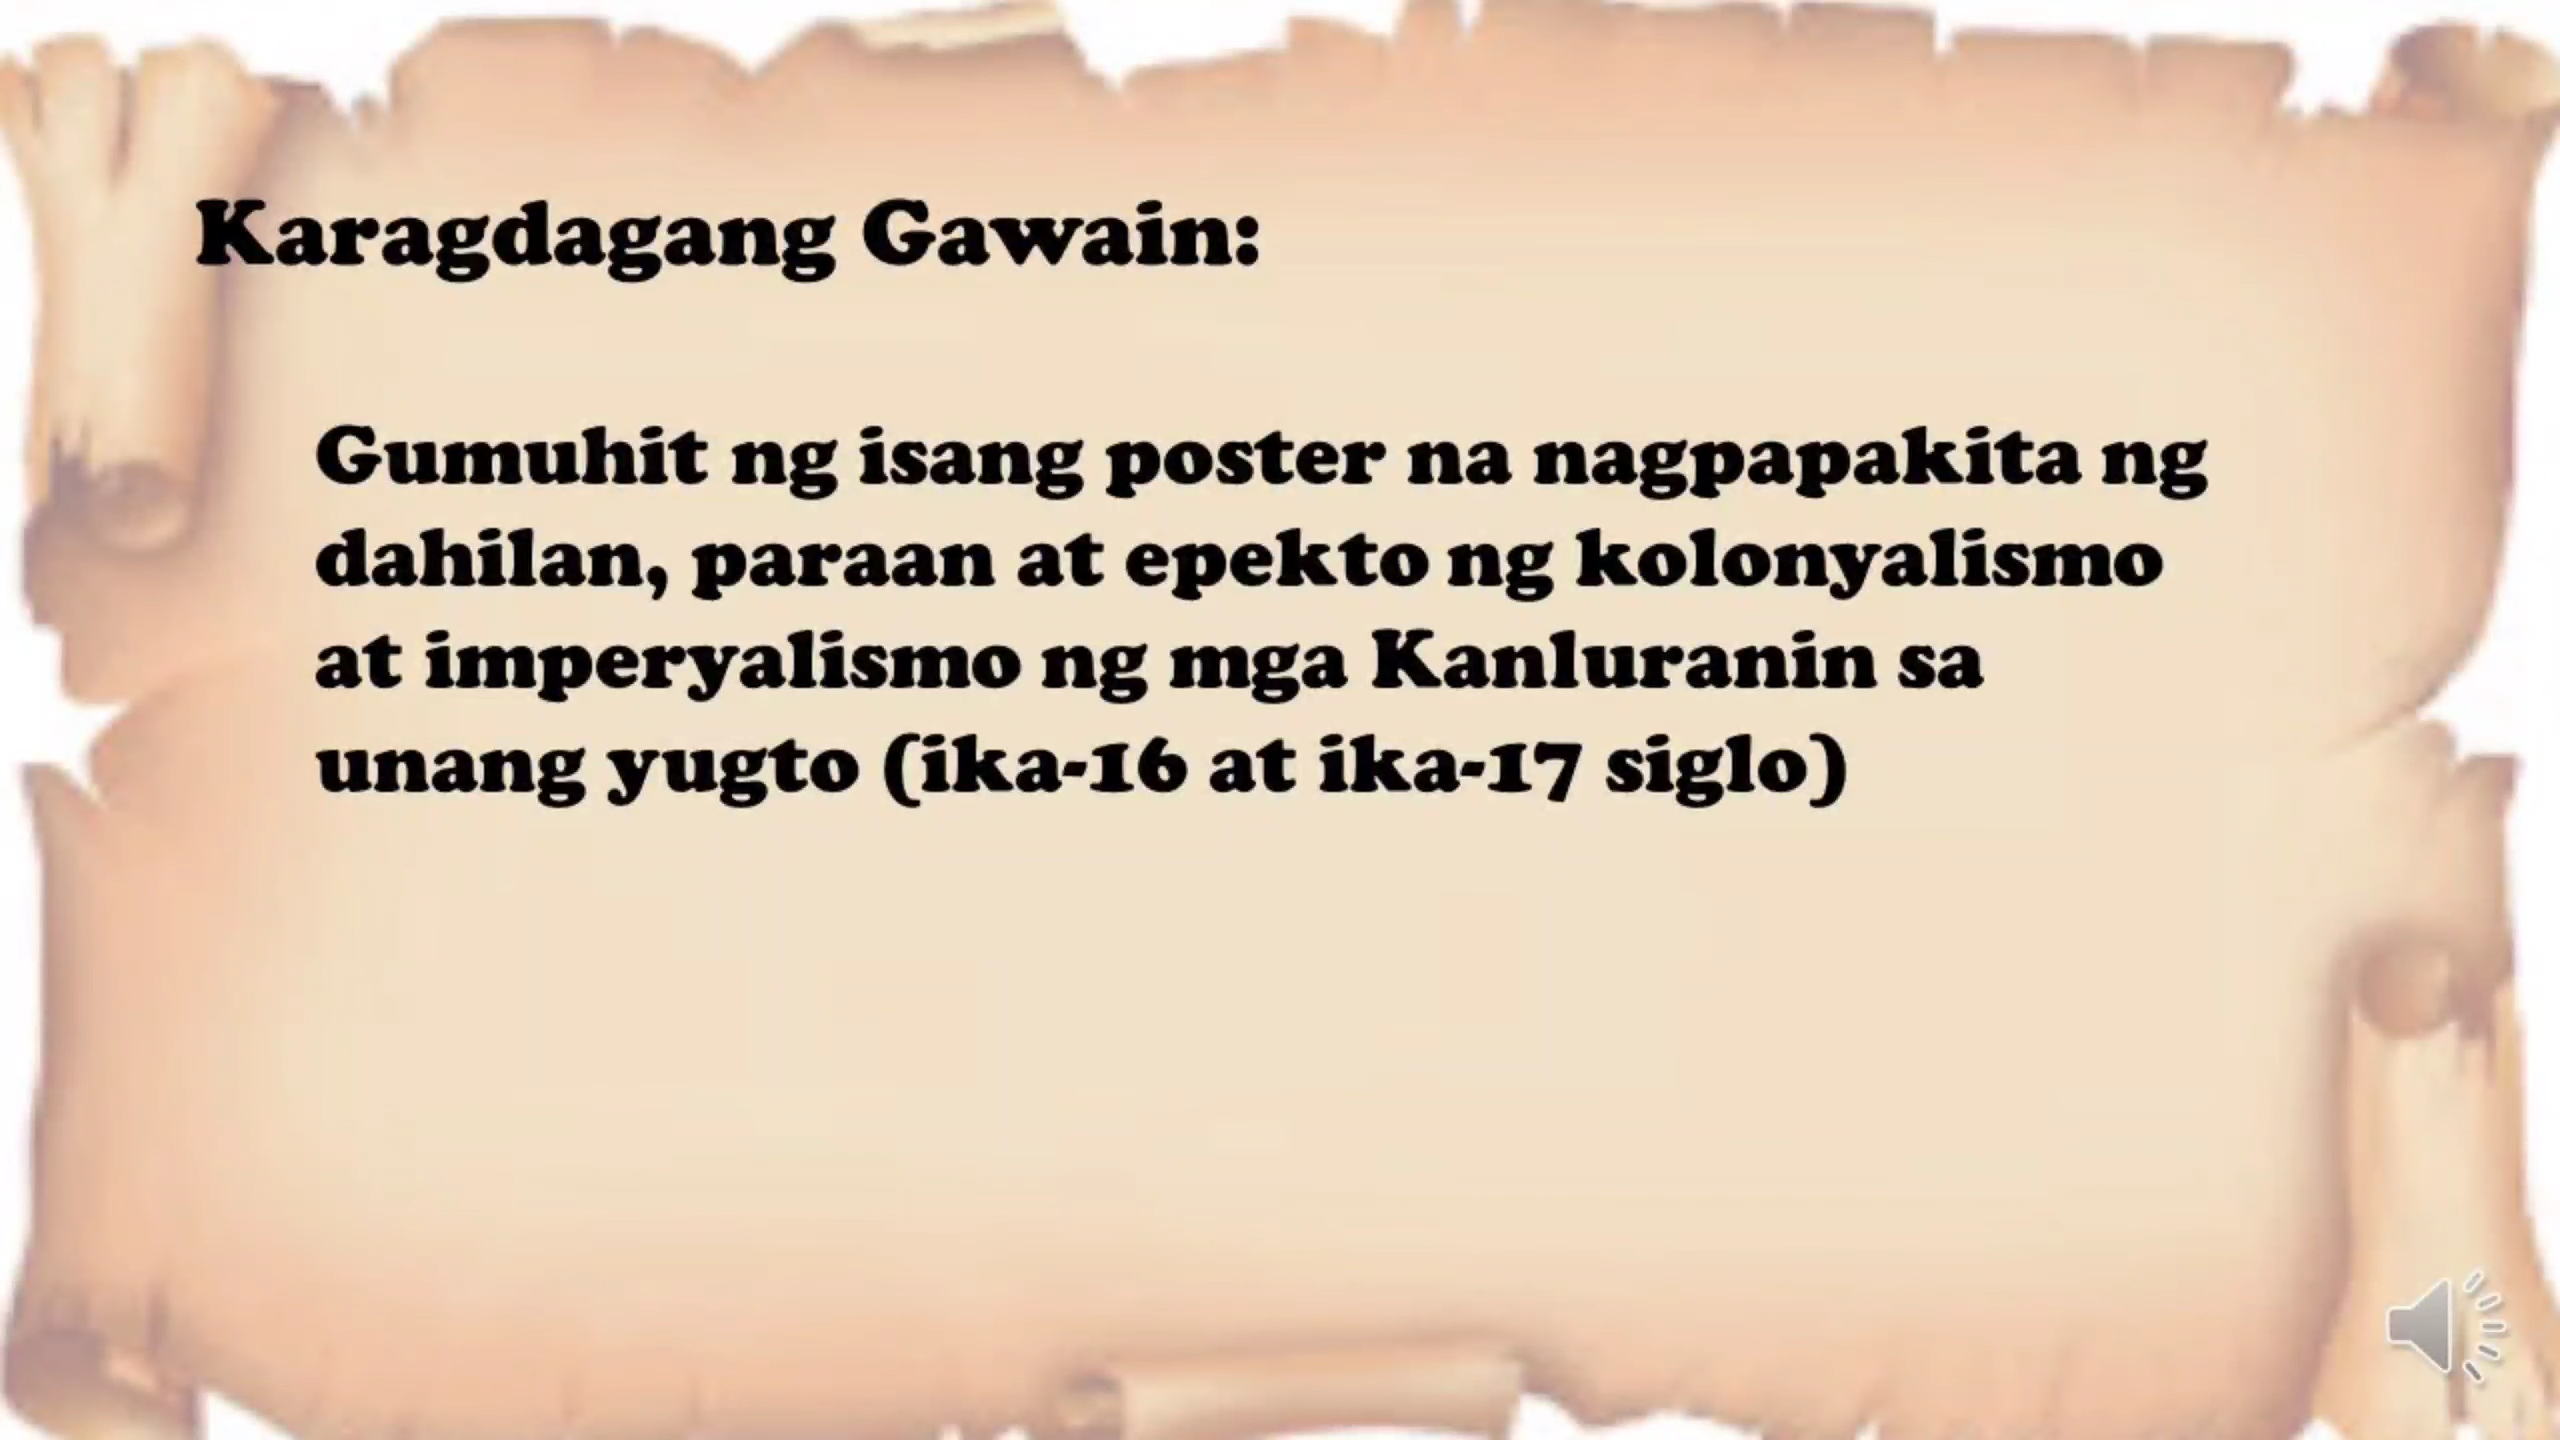 Karagdagang Gawain:
Gumuhit ng isang poster na nagpapakita ng
dahilan, paraan at epekto ng kolonyalismo
at imperyalismo ng mga Kanluranin sa
unang yugto (ika-16 at ika-17 siglo)